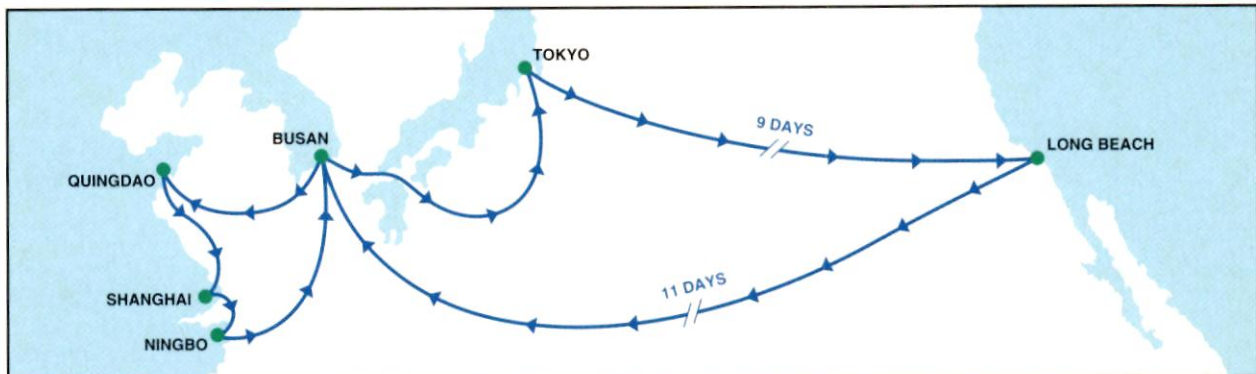 TOKYO
9 DAYS
BUSAN
LONG BEACH
QUINGDAO
11 DAYS
SHANGHAI
NINGBO